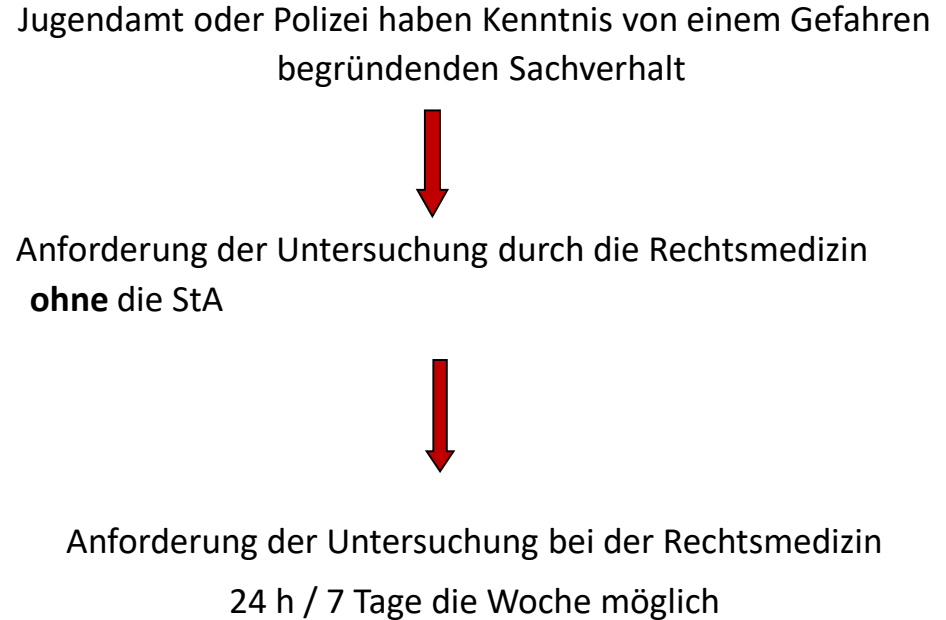 Jugendamt oder Polizei haben Kenntnis von einem Gefahren
begründenden Sachverhalt
Anforderung der Untersuchung durch die Rechtsmedizin
ohne die StA
Anforderung der Untersuchung bei der Rechtsmedizin
24 h / 7 Tage die Woche möglich